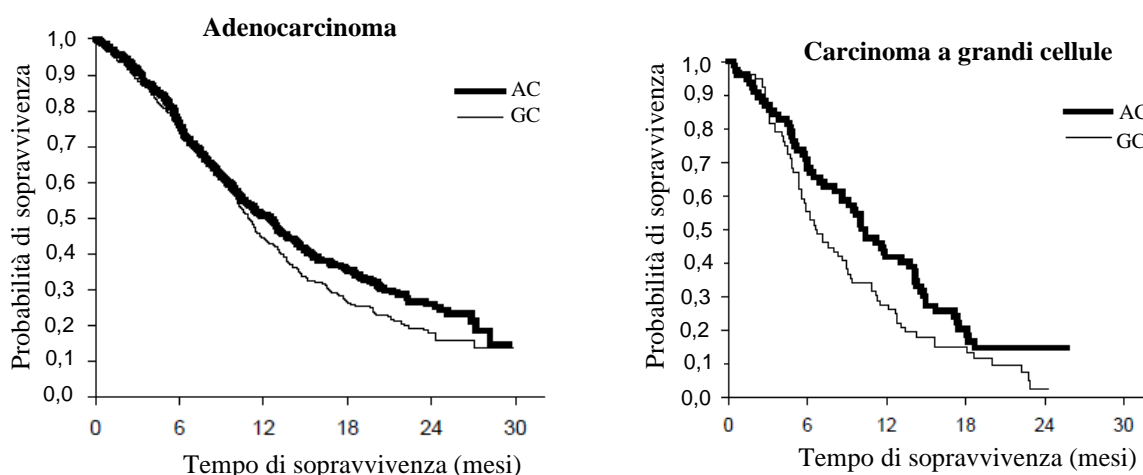 Adenocarcinoma
Probabilità di sopravvivenza
1,0
0,9
0,8
0,7
0,6
0,5
0,4
0,3
0,2
0,1
0,0
AC
GC
0 6 12 18 24 30
Tempo di sopravvivenza (mesi)
Carcinoma a grandi cellule
Probabilità di sopravvivenza
1,0
0,9
0,8
0,7
0,6
0,5
0,4
0,3
0,2
0,1
0,0
AC
GC
0 6 12 18 24 30
Tempo di sopravvivenza (mesi)